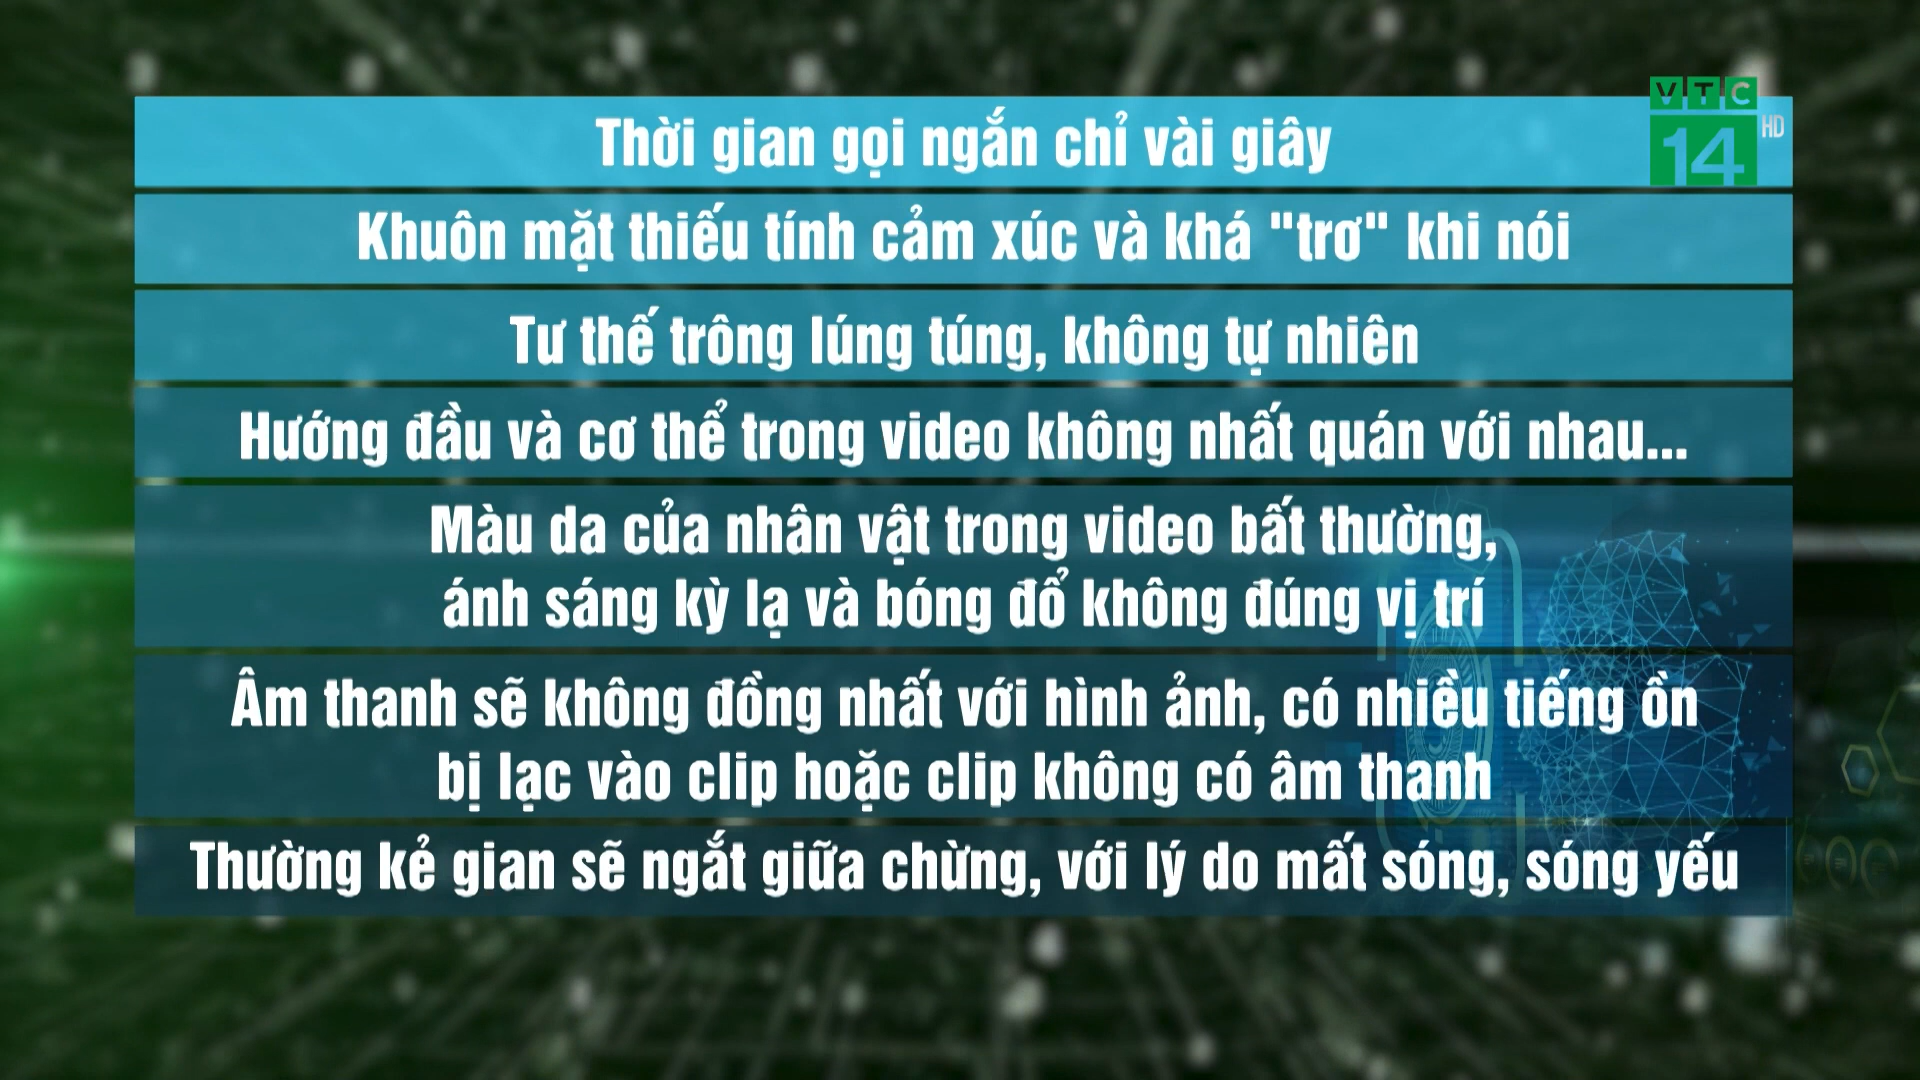 VTC
14 HD
Thời gian gọi ngắn chỉ vài giây
Khuôn mặt thiếu tính cảm xúc và khá "trơ" khi nói
Tư thế trông lúng túng, không tự nhiên
Hướng đầu và cơ thể trong video không nhất quán với nhau...
Màu da của nhân vật trong video bất thường,
ánh sáng kỳ lạ và bóng đổ không đúng vị trí
Âm thanh sẽ không đồng nhất với hình ảnh, có nhiều tiếng ồn
bị lạc vào clip hoặc clip không có âm thanh
Thường kẻ gian sẽ ngắt giữa chừng, với lý do mất sóng, sóng yếu